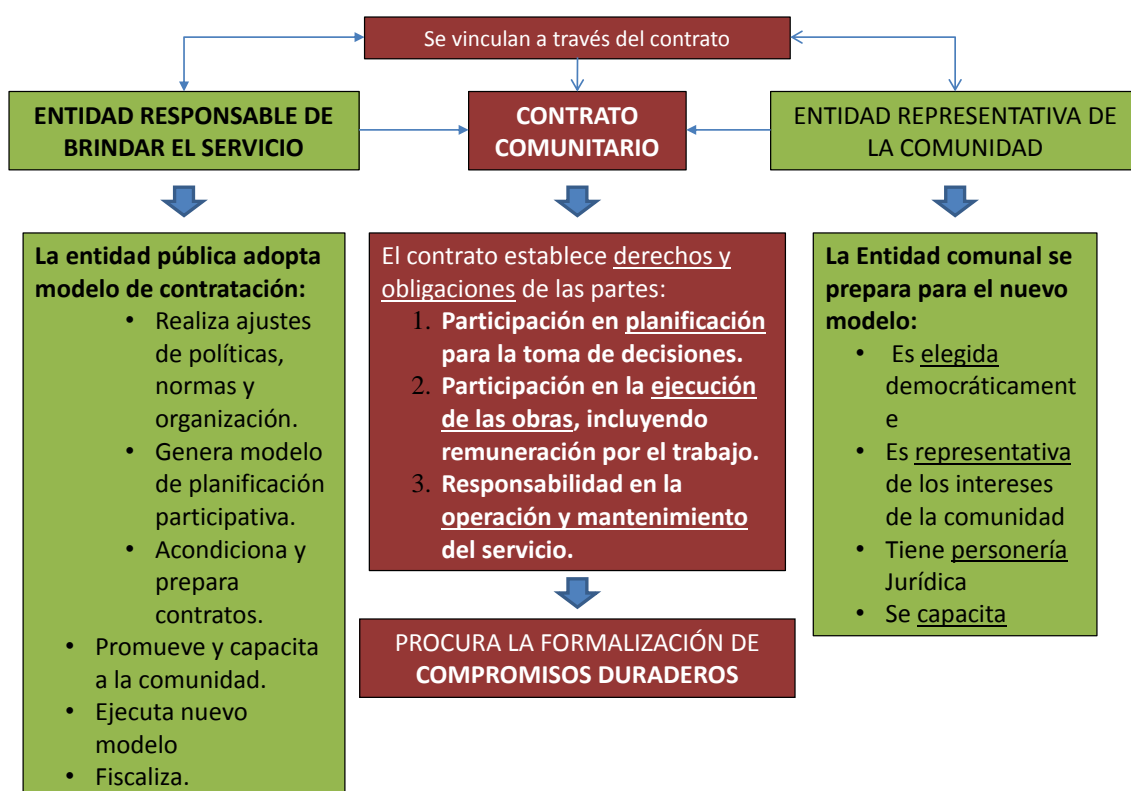 Se vinculan a través del contrato
ENTIDAD RESPONSABLE DE
BRINDAR EL SERVICIO
CONTRATO
COMUNITARIO
ENTIDAD REPRESENTATIVA DE
LA COMUNIDAD
La entidad pública adopta
modelo de contratación:
• Realiza ajustes
de políticas,
normas y
organización.
• Genera modelo
de planificación
participativa.
• Acondiciona y
prepara
contratos.
• Promueve y capacita
a la comunidad.
• Ejecuta nuevo
modelo
• Fiscaliza.
El contrato establece derechos y
obligaciones de las partes:
1. Participación en planificación
para la toma de decisiones.
2. Participación en la ejecución
de las obras, incluyendo
remuneración por el trabajo.
3. Responsabilidad en la
operación y mantenimiento
del servicio.
PROCURA LA FORMALIZACIÓN DE
COMPROMISOS DURADEROS
La Entidad comunal se
prepara para el nuevo
modelo:
• Es elegida
democráticament
e
• Es representativa
de los intereses
de la comunidad
• Tiene personería
Jurídica
• Se capacita